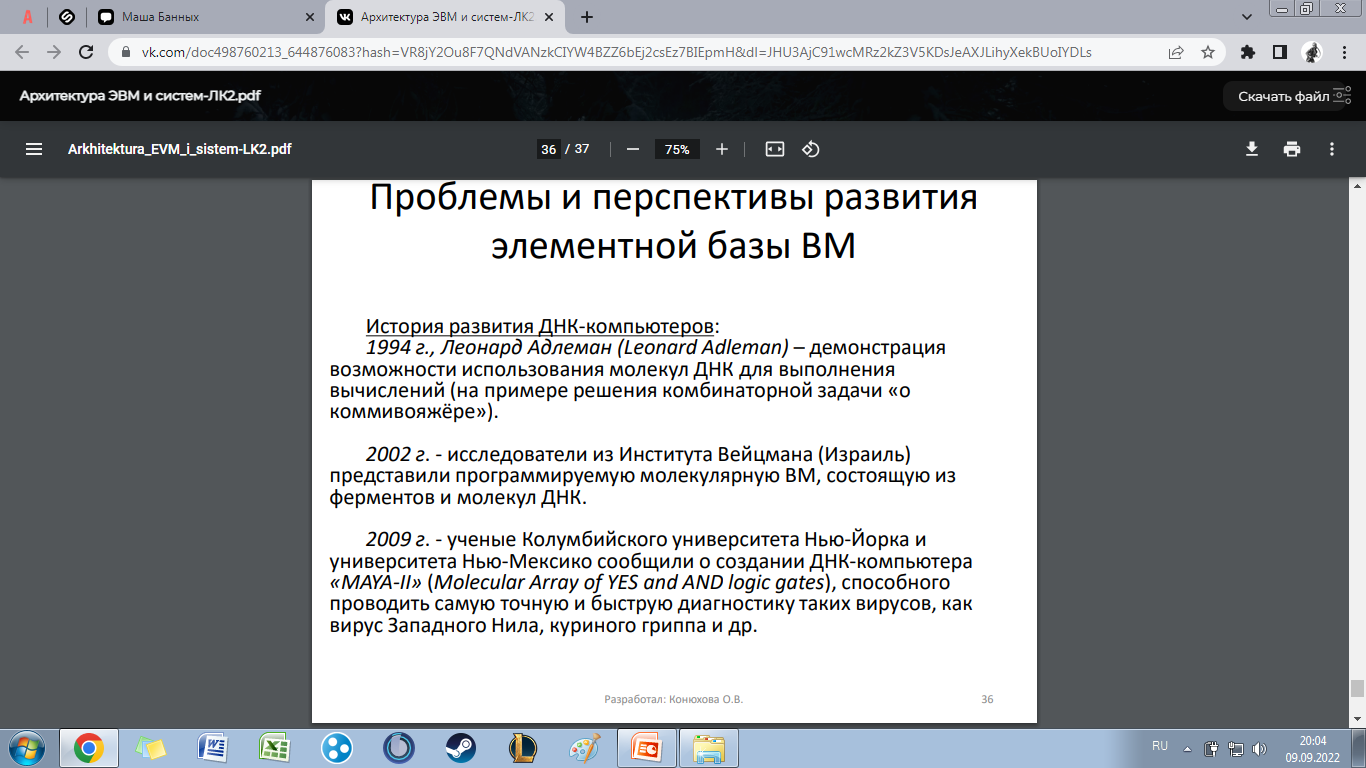 Маша Банных
Архитектура ЭВМ и систем-ЛК2
vk.com/doc498760213_644876083?hash=VR8jY2Ou8F7QNdVANzkCIYW4BZZ6bEj2csEz7BIEpmH&dl=JHU3AjC91wcMRz2kZ3V5KDsJeAXJLihyXekBUoIYDLs
Архитектура ЭВМ и систем-ЛК2.pdf
Скачать файл
Arkhitektura_EVM_i_sistem-LK2.pdf
36 / 37
75%
Проблемы и перспективы развития
элементной базы ВМ
История развития ДНК-компьютеров:
1994 г., Леонард Адлеман (Leonard Adleman) – демонстрация
возможности использования молекул ДНК для выполнения
вычислений (на примере решения комбинаторной задачи «о
коммивояжёре»).
2002 г. - исследователи из Института Вейцмана (Израиль)
представили программируемую молекулярную ВМ, состоящую из
ферментов и молекул ДНК.
2009 г. - ученые Колумбийского университета Нью-Йорка и
университета Нью-Мексико сообщили о создании ДНК-компьютера
«MAYA-II» (Molecular Array of YES and AND logic gates), способного
проводить самую точную и быструю диагностику таких вирусов, как
вирус Западного Нила, куриного гриппа и др.
Разработал: Конюхова О.В.
36
RU
20:04
09.09.2022